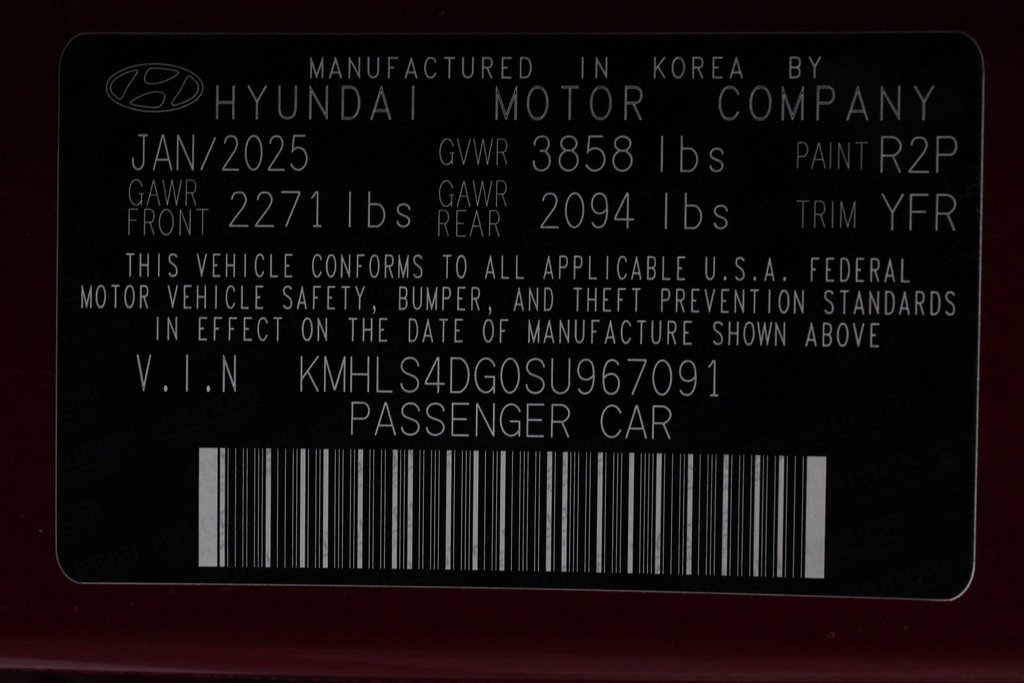 MANUFACTURED IN KOREA BY
HYUNDAI MOTOR COMPANY
JAN/2025 GVWR 3858 lbs PAINT R2P
GAWR FRONT 2271 lbs GAWR REAR 2094 lbs TRIM YFR
THIS VEHICLE CONFORMS TO ALL APPLICABLE U.S.A. FEDERAL
MOTOR VEHICLE SAFETY, BUMPER, AND THEFT PREVENTION STANDARDS
IN EFFECT ON THE DATE OF MANUFACTURE SHOWN ABOVE
V.I.N KMHLS4DG0SU967091
PASSENGER CAR